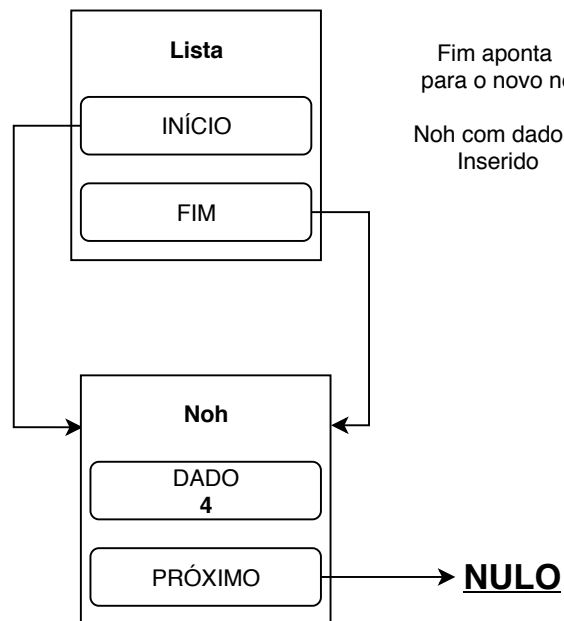 Lista
INÍCIO
FIM
Fim aponta
para o novo
Noh com dado
Inserido
Noh
DADO
4
PRÓXIMO
NULO